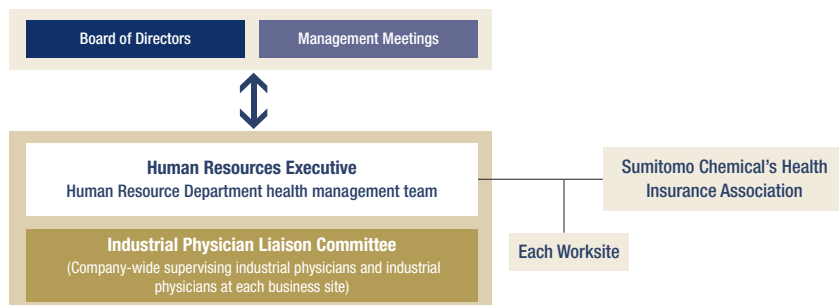 Board of Directors
Management Meetings
Human Resources Executive
Human Resource Department health management team
Sumitomo Chemical's Health
Insurance Association
Each Worksite
Industrial Physician Liaison Committee
(Company-wide supervising industrial physicians and industrial
physicians at each business site)